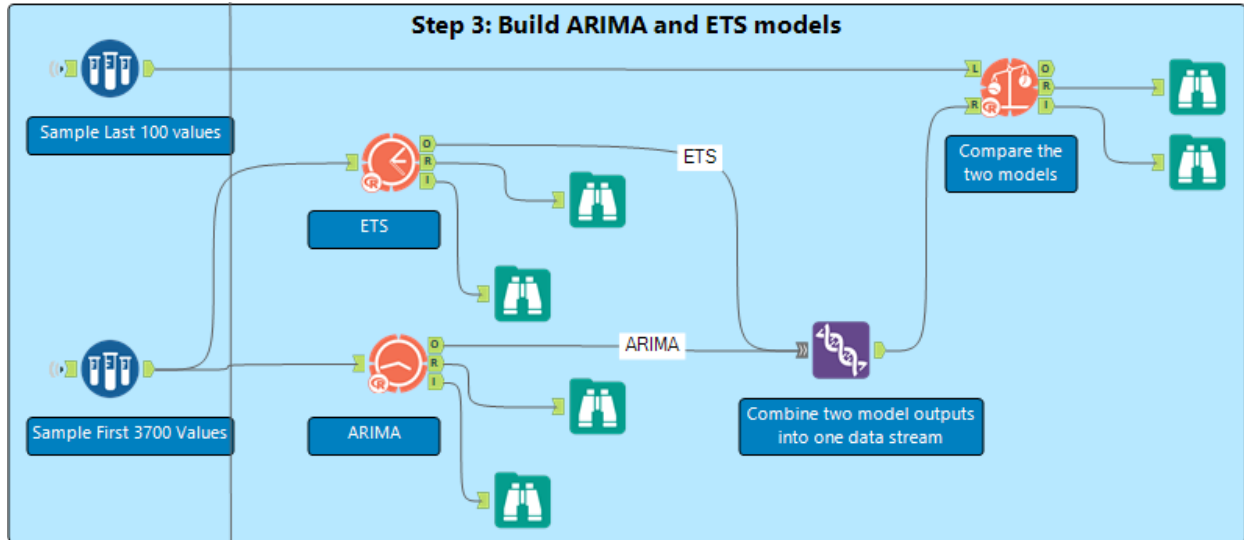 Step 3: Build ARIMA and ETS models
L
O
R
R
I
Sample Last 100 values
Compare the
two models
O
R
I
ETS
ETS
Sample First 3700 Values
O
R
I
ARIMA
ARIMA
Combine two model outputs
into one data stream